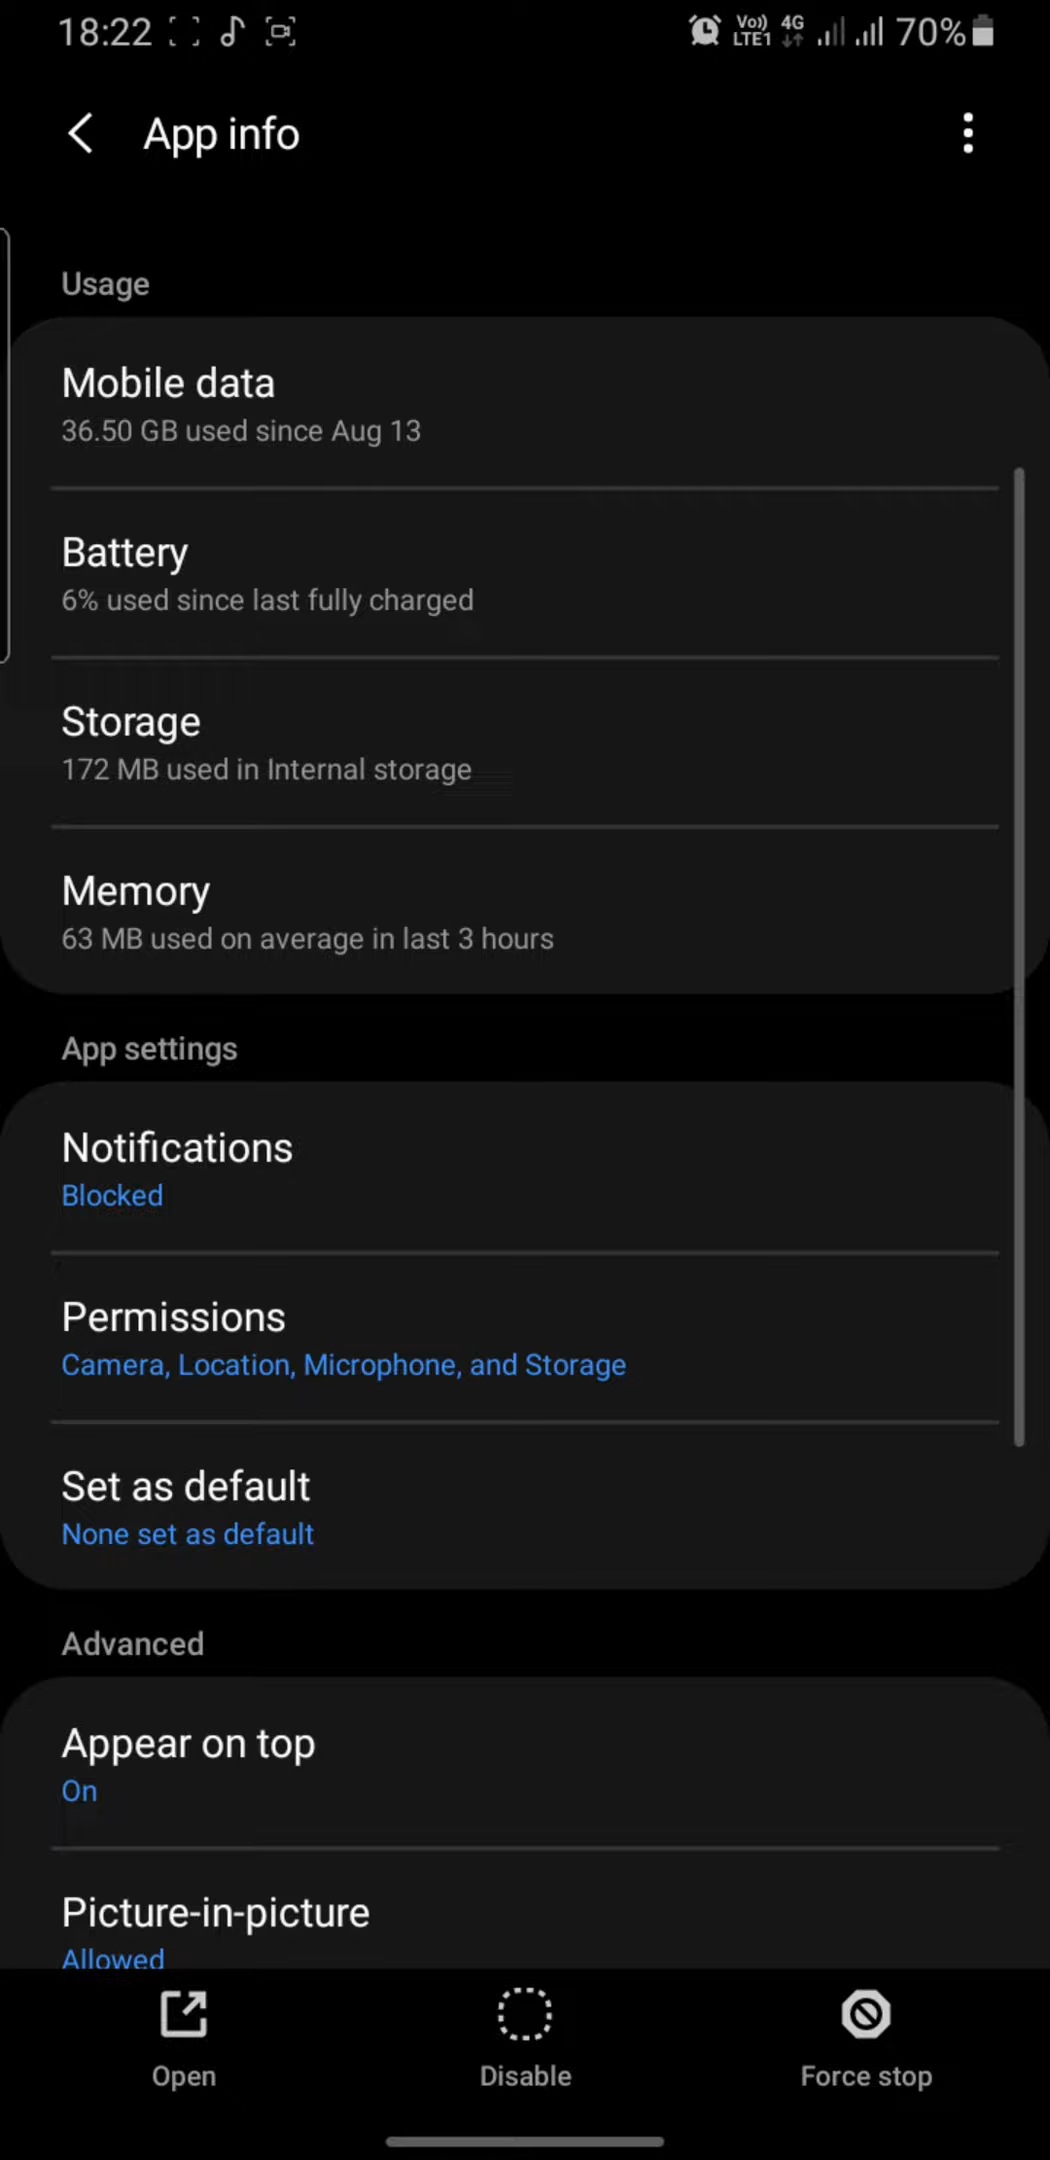 18:22 Vo)) LTE1 4G 70%
App info
Usage
Mobile data
36.50 GB used since Aug 13
Battery
6% used since last fully charged
Storage
172 MB used in Internal storage
Memory
63 MB used on average in last 3 hours
App settings
Notifications
Blocked
Permissions
Camera, Location, Microphone, and Storage
Set as default
None set as default
Advanced
Appear on top
On
Picture-in-picture
Allowed
Open Disable Force stop